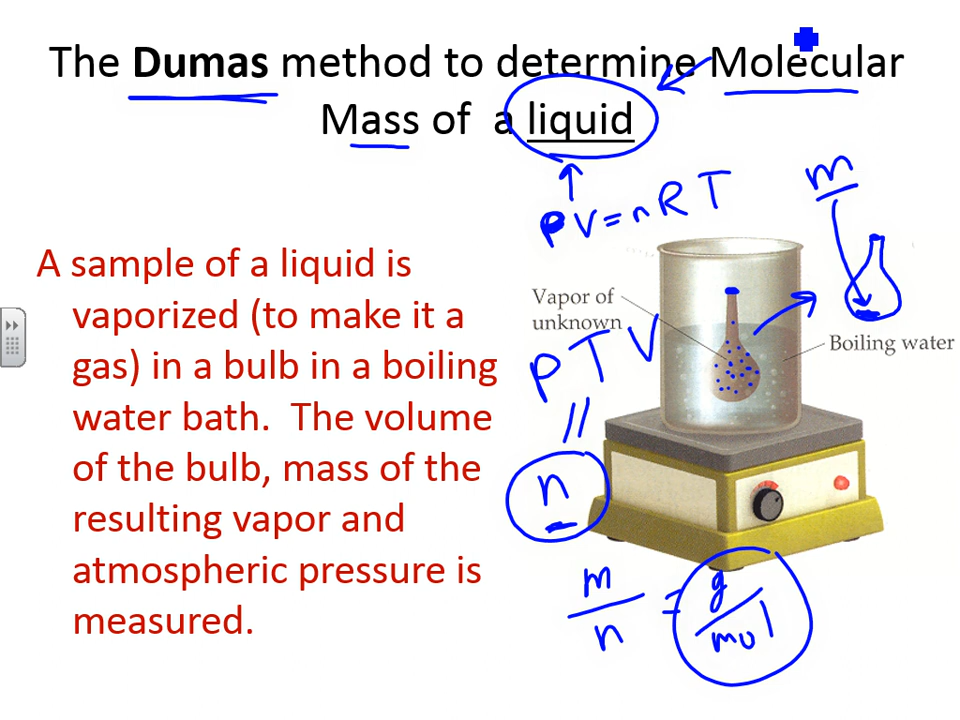 The Dumas method to determine Molecular
Mass of a liquid
PV=nRT
m
A sample of a liquid is
vaporized (to make it a
gas) in a bulb in a boiling
water bath. The volume
of the bulb, mass of the
resulting vapor and
atmospheric pressure is
measured.
Vapor of
unknown
Boiling water
P T V
=
n
m/n = g/mol